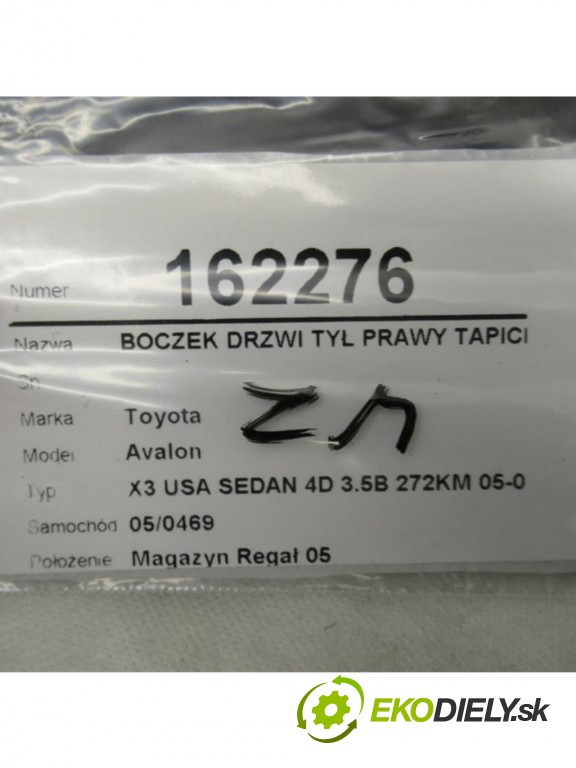 Numer 162276
Nazwa BOCZEK DRZWI TYŁ PRAWY TAPICI
Marka Toyota
Model Avalon
Typ X3 USA SEDAN 4D 3.5B 272KM 05-0
Samochód 05/0469
Położenie Magazyn Regał 05
EKODIELY.sk